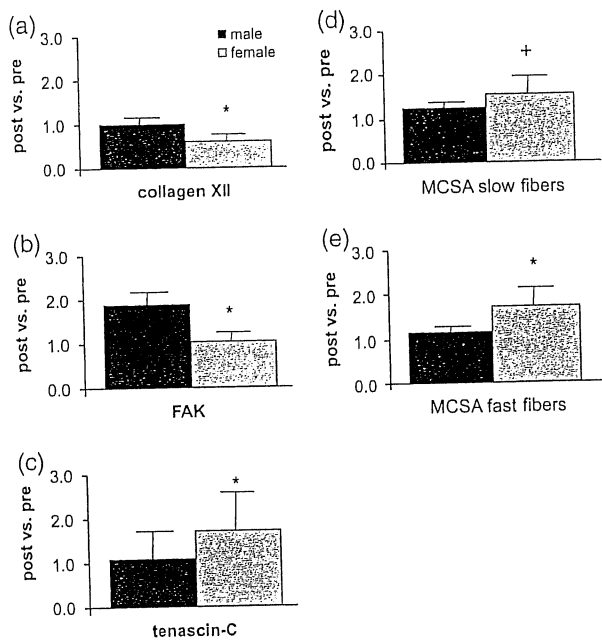 (a)
post vs. pre
3.0
2.0
1.0
0.0
male
female
*
collagen XII
(b)
post vs. pre
3.0
2.0
1.0
0.0
*
FAK
(c)
post vs. pre
3.0
2.0
1.0
0.0
*
tenascin-C
(d)
post vs. pre
3.0
2.0
1.0
0.0
+
MCSA slow fibers
(e)
post vs. pre
3.0
2.0
1.0
0.0
*
MCSA fast fibers